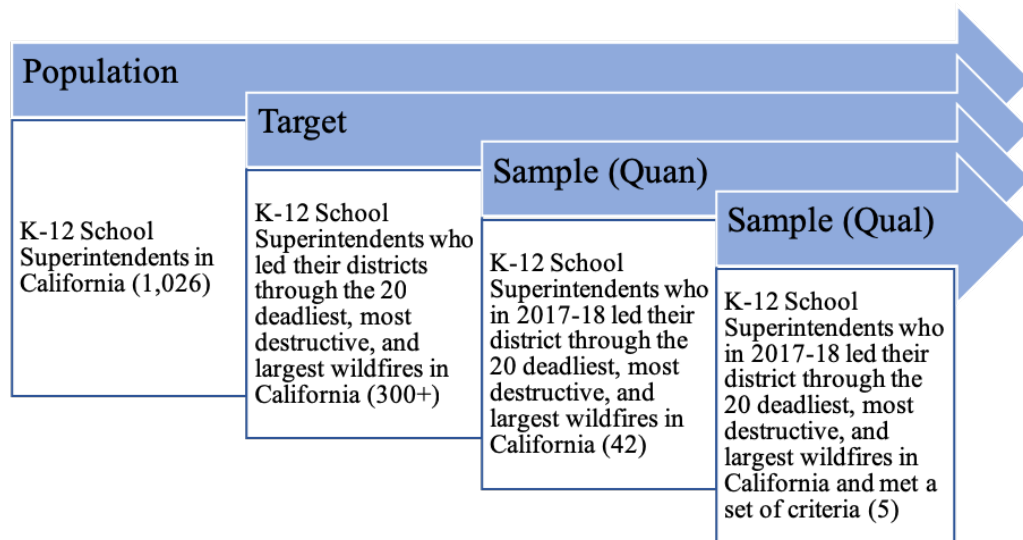 Population
K-12 School
Superintendents in
California (1,026)
Target
K-12 School
Superintendents who
led their districts
through the 20
deadliest, most
destructive, and
largest wildfires in
California (300+)
Sample (Quan)
K-12 School
Superintendents who
in 2017-18 led their
district through the
20 deadliest, most
destructive, and
largest wildfires in
California (42)
Sample (Qual)
K-12 School
Superintendents who
in 2017-18 led their
district through the
20 deadliest, most
destructive, and
largest wildfires in
California and met a
set of criteria (5)